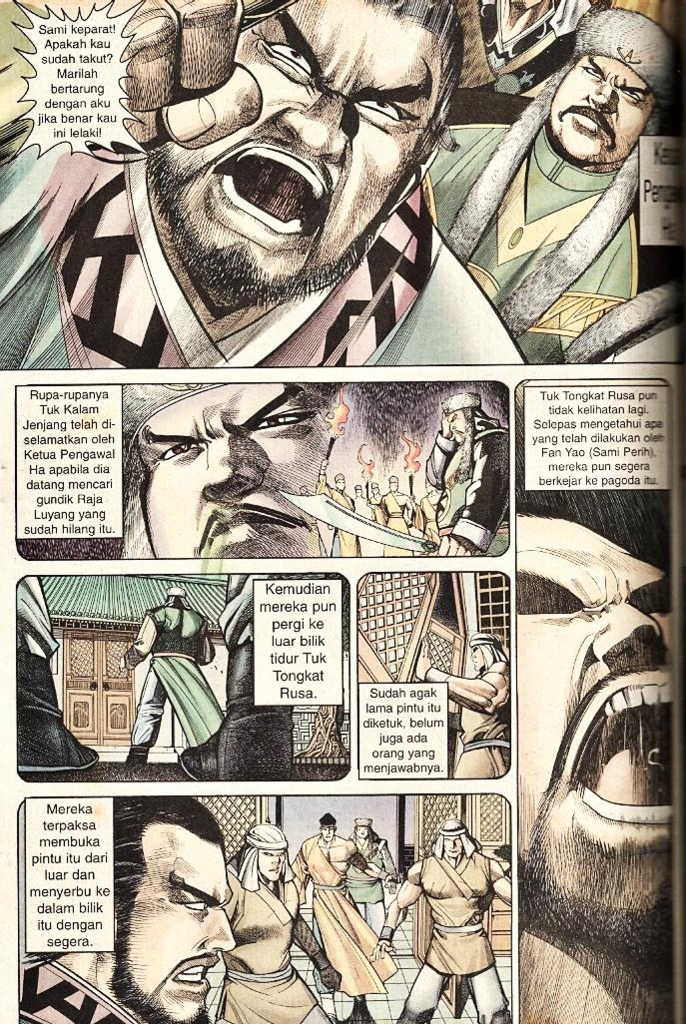 Sami keparat!
Apakah kau
sudah takut?
Marilah
bertarung
dengan aku
jika benar kau
ini lelaki!
Rupa-rupanya
Tuk Kalam
Jenjang telah di-
selamatkan oleh
Ketua Pengawal
Ha apabila dia
datang mencari
gundik Raja
Luyang yang
sudah hilang itu.
Tuk Tongkat Rusa pun
tidak kelihatan lagi.
Selepas mengetahui apa
yang telah dilakukan oleh
Fan Yao (Sami Perih),
mereka pun segera
berkejar ke pagoda itu.
Kemudian
mereka pun
pergi ke
luar bilik
tidur Tuk
Tongkat
Rusa.
Sudah agak
lama pintu itu
diketuk, belum
juga ada
orang yang
menjawabnya.
Mereka
terpaksa
membuka
pintu itu dari
luar dan
menyerbu ke
dalam bilik
itu dengan
segera.